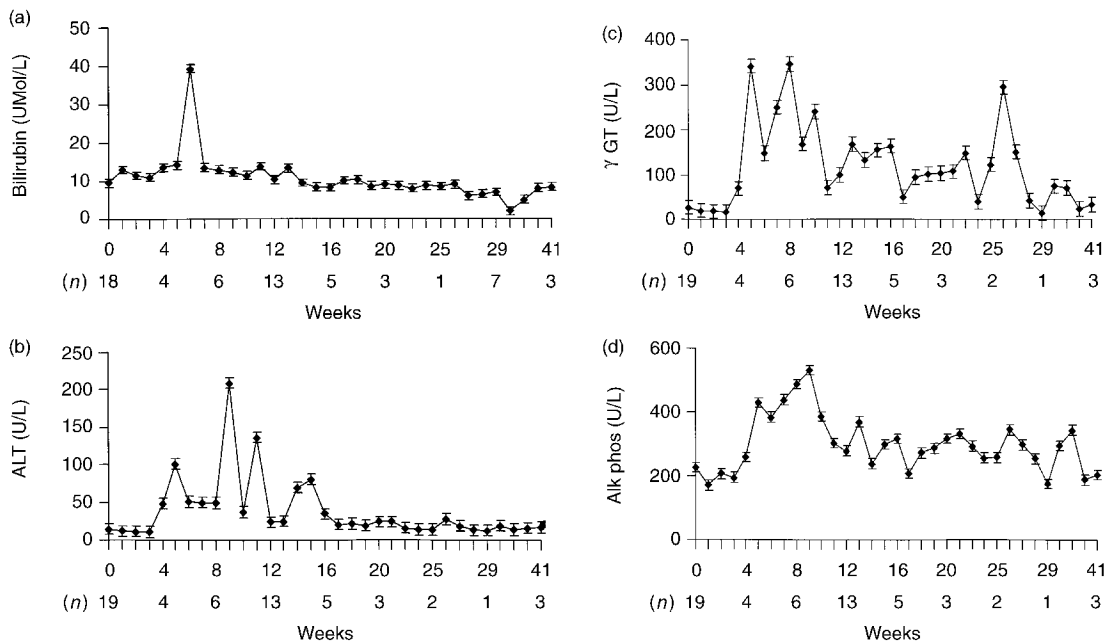 (a)
50
40
30
20
10
0
Bilirubin (UMol/L)
0 4 8 12 16 20 25 29 41
(n) 18 4 6 13 5 3 1 7 3
Weeks
(b)
250
200
150
100
50
0
ALT (U/L)
0 4 8 12 16 20 25 29 41
(n) 19 4 6 13 5 3 2 1 3
Weeks
(c)
400
300
200
100
0
γ GT (U/L)
0 4 8 12 16 20 25 29 41
(n) 19 4 6 13 5 3 2 1 3
Weeks
(d)
600
400
200
0
Alk phos (U/L)
0 4 8 12 16 20 25 29 41
(n) 19 4 6 13 5 3 2 1 3
Weeks